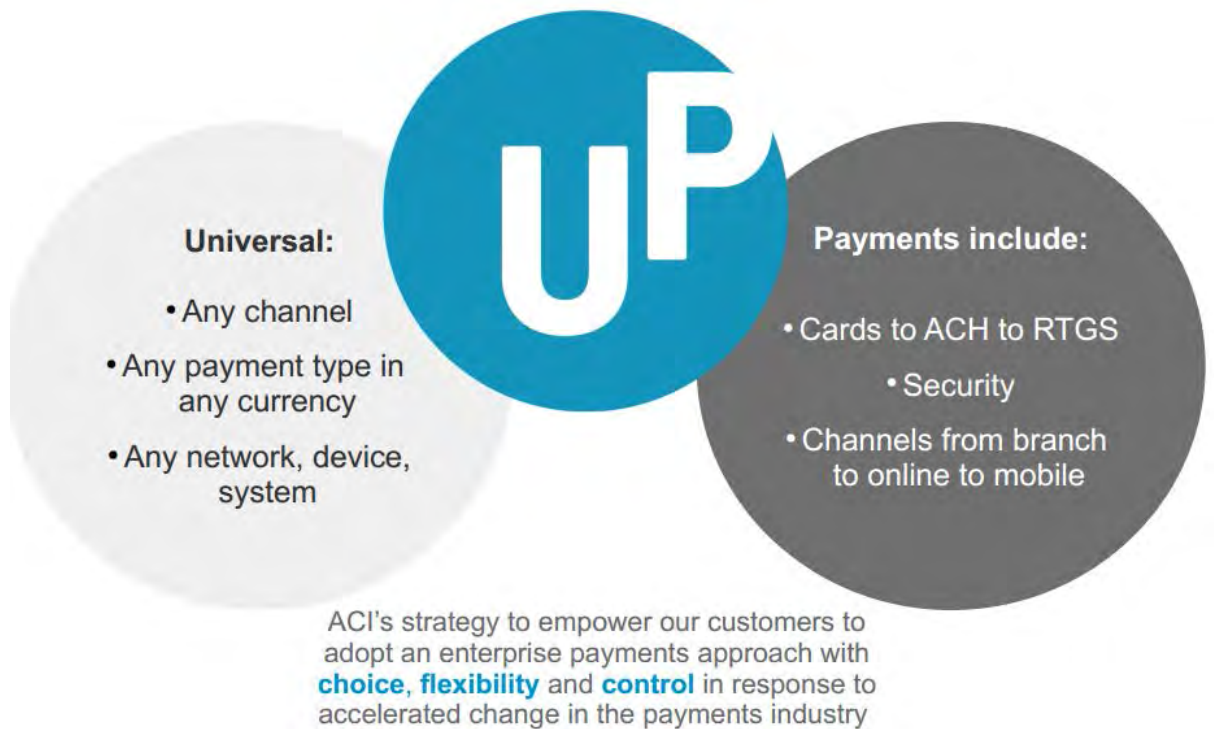 UP
Universal:
• Any channel
• Any payment type in
any currency
• Any network, device,
system
Payments include:
• Cards to ACH to RTGS
• Security
• Channels from branch
to online to mobile
ACI’s strategy to empower our customers to
adopt an enterprise payments approach with
choice, flexibility and control in response to
accelerated change in the payments industry